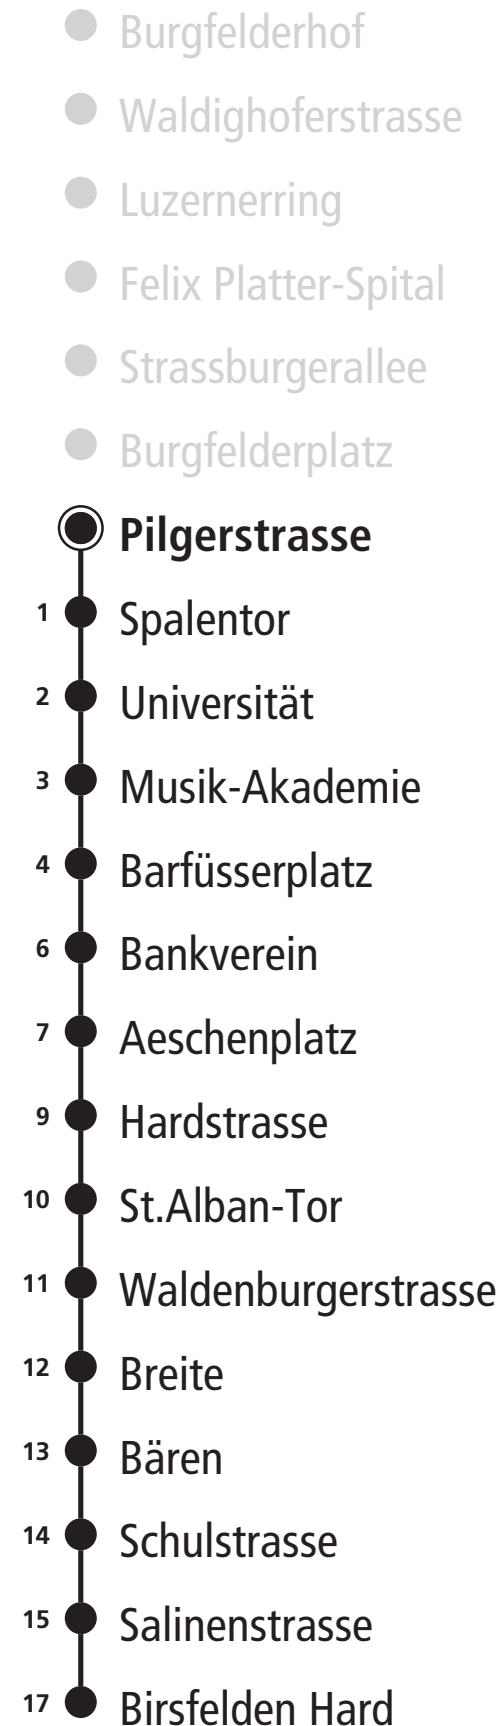 Burgfelderhof
Waldighoferstrasse
Luzernerring
Felix Platter-Spital
Strassburgerallee
Burgfelderplatz
Pilgerstrasse
1 Spalentor
2 Universität
3 Musik-Akademie
4 Barfüsserplatz
6 Bankverein
7 Aeschenplatz
9 Hardstrasse
10 St.Alban-Tor
11 Waldenburgerstrasse
12 Breite
13 Bären
14 Schulstrasse
15 Salinenstrasse
17 Birsfelden Hard